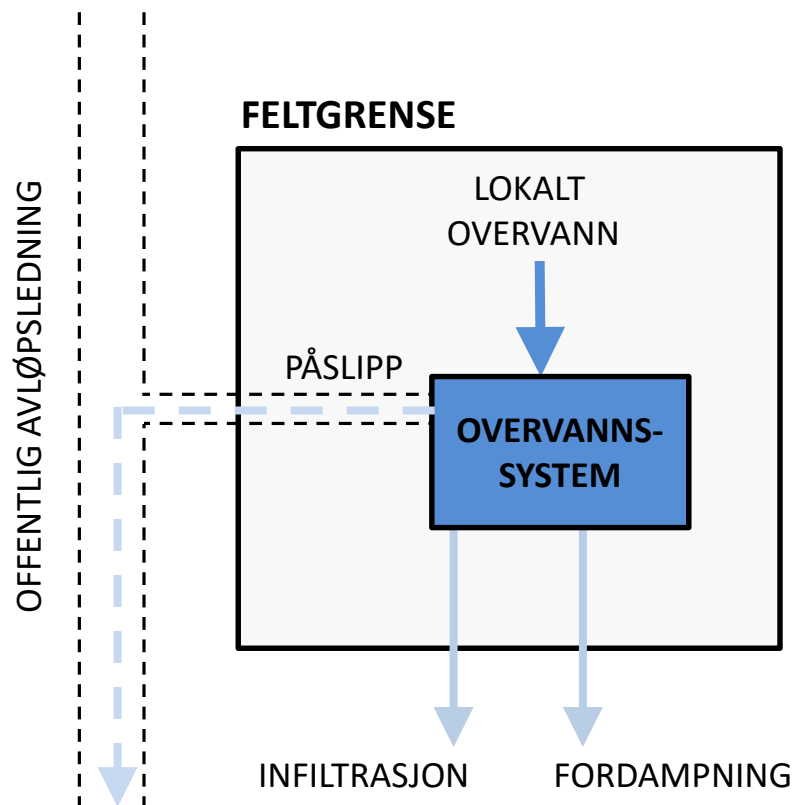 FELTGRENSE
LOKALT
OVERVANN
OFFENTLIG AVLØPSLEDNING
PÅSLIPP
OVERVANNS-
SYSTEM
INFILTRASJON
FORDAMPNING